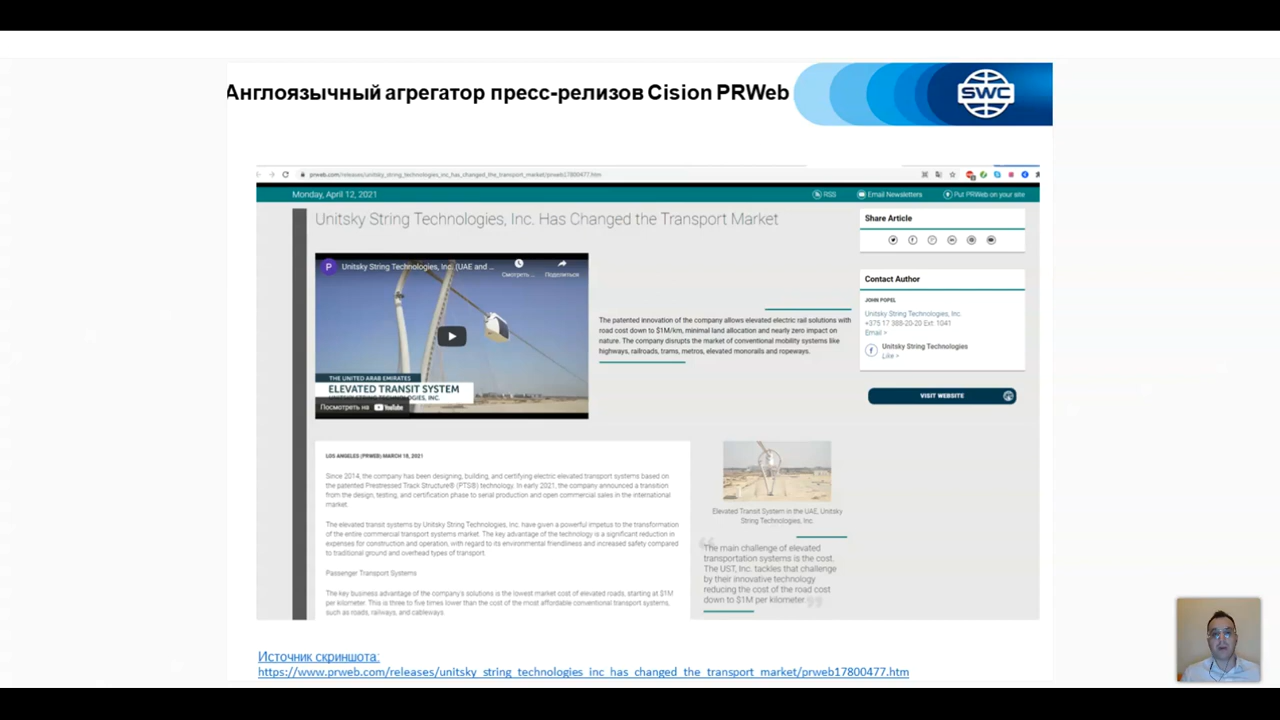 Англоязычный агрегатор пресс-релизов Cision PRWeb
SWC
prweb.com/releases/unitsky_string_technologies_inc_has_changed_the_transport_market/prweb17800477.htm
Monday, April 12, 2021
RSS
Email Newsletters
Put PRWeb on your site
Unitsky String Technologies, Inc. Has Changed the Transport Market
P
Unitsky String Technologies, Inc. (UAE and ...
Смотреть ...
Поделиться
THE UNITED ARAB EMIRATES
ELEVATED TRANSIT SYSTEM
Посмотреть на YouTube
The patented innovation of the company allows elevated electric rail solutions with
road cost down to $1M/km, minimal land allocation and nearly zero impact on
nature. The company disrupts the market of conventional mobility systems like
highways, railroads, trams, metros, elevated monorails and ropeways.
Share Article
Contact Author
JOHN POPEL
Unitsky String Technologies, Inc.
+375 17 388-20-20 Ext: 1041
Email >
Unitsky String Technologies
Like »
VISIT WEBSITE
LOS ANGELES (PRWEB) MARCH 18, 2021
Since 2014, the company has been designing, building, and certifying electric elevated transport systems based on
the patented Prestressed Track Structure® (PTS®) technology. In early 2021, the company announced a transition
from the design, testing, and certification phase to serial production and open commercial sales in the international
market.
The elevated transit systems by Unitsky String Technologies, Inc. have given a powerful impetus to the transformation
of the entire commercial transport systems market. The key advantage of the technology is a significant reduction in
expenses for construction and operation, with regard to its environmental friendliness and increased safety compared
to traditional ground and overhead types of transport
Passenger Transport Systems
The key business advantage of the company's solutions is the lowest market cost of elevated roads, starting at $1M
per kilometer. This is three to five times lower than the cost of the most affordable conventional transport systems,
such as roads, railways, and cableways.
Elevated Transit System in the UAE, Unitsky
String Technologies, Inc.
The main challenge of elevated
transportation systems is the cost.
The UST, Inc. tackles that challenge
by their innovative technology
reducing the cost of the road cost
down to $1M per kilometer
Источник скриншота:
https://www.prweb.com/releases/unitsky_string_technologies_inc_has_changed_the_transport_market/prweb17800477.htm